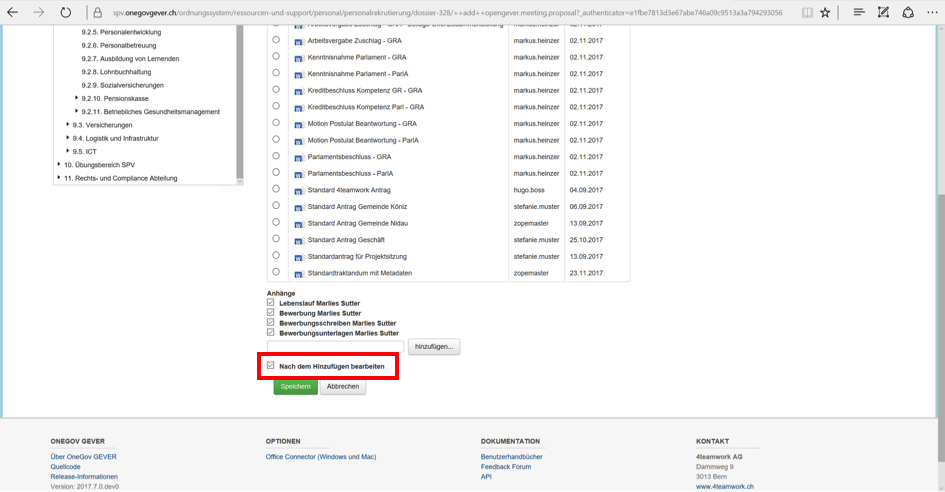 spv.onegovgever.ch/ordnungssystem/ressourcen-und-support/personal/personalrekrutierung/dossier-328/++add++opengever.meeting.proposal?_authenticator=e1fbe7813d3e67abe746a09c9513a3a794293056
9.2.5. Personalentwicklung
9.2.6. Personalbetreuung
9.2.7. Ausbildung von Lernenden
9.2.8. Lohnbuchhaltung
9.2.9. Sozialversicherungen
9.2.10. Pensionskasse
9.2.11. Betriebliches Gesundheitsmanagement
9.3. Versicherungen
9.4. Logistik und Infrastruktur
9.5. ICT
10. Übungsbereich SPV
11. Rechts- und Compliance Abteilung
Arbeitsvergabe Zuschlag - GRA markus.heinzer 02.11.2017
Kenntnisnahme Parlament - GRA markus.heinzer 02.11.2017
Kenntnisnahme Parlament - ParlA markus.heinzer 02.11.2017
Kreditbeschluss Kompetenz GR - GRA markus.heinzer 02.11.2017
Kreditbeschluss Kompetenz Parl - GRA markus.heinzer 02.11.2017
Motion Postulat Beantwortung - GRA markus.heinzer 02.11.2017
Motion Postulat Beantwortung - ParlA markus.heinzer 02.11.2017
Parlamentsbeschluss - GRA markus.heinzer 02.11.2017
Parlamentsbeschluss - ParlA markus.heinzer 02.11.2017
Standard 4teamwork Antrag hugo.boss 04.09.2017
Standard Antrag Gemeinde Köniz stefanie.muster 06.09.2017
Standard Antrag Gemeinde Nidau zopemaster 13.09.2017
Standard Antrag Geschäft stefanie.muster 25.10.2017
Standardantrag für Projektsitzung stefanie.muster 13.09.2017
Standardtraktandum mit Metadaten zopemaster 23.11.2017
Anhänge
Lebenslauf Marlies Sutter
Bewerbung Marlies Sutter
Bewerbungsschreiben Marlies Sutter
Bewerbungsunterlagen Marlies Sutter
hinzufügen...
Nach dem Hinzufügen bearbeiten
Speichern Abbrechen
ONEGOV GEVER
Über OneGov GEVER
Quellcode
Release-Informationen
Version: 2017.7.0.dev0
OPTIONEN
Office Connector (Windows und Mac)
DOKUMENTATION
Benutzerhandbücher
Feedback Forum
API
KONTAKT
4teamwork AG
Dammweg 9
3013 Bern
www.4teamwork.ch